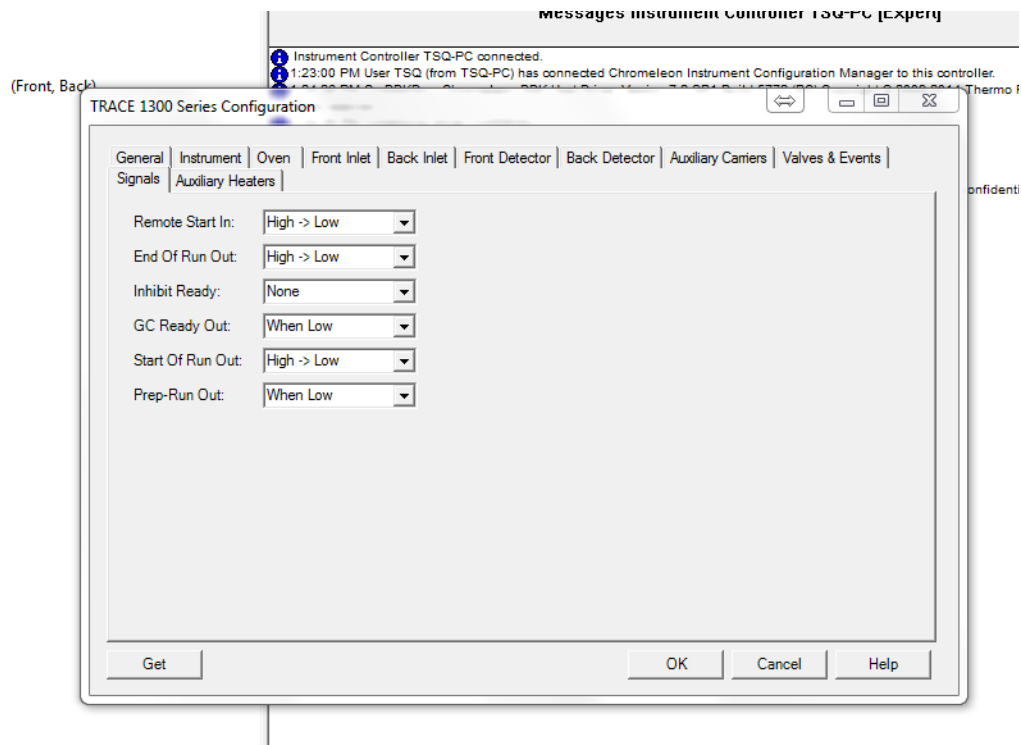 Messages Instrument Controller TSQ-PC [Expert]
Instrument Controller TSQ-PC connected.
1:23:00 PM User TSQ (from TSQ-PC) has connected Chromeleon Instrument Configuration Manager to this controller.
(Front, Back)
Thermo
TRACE 1300 Series Configuration
General Instrument Oven Front Inlet Back Inlet Front Detector Back Detector Auxiliary Carriers Valves & Events
Signals Auxiliary Heaters
onfidenti
Remote Start In: High -> Low
End Of Run Out: High -> Low
Inhibit Ready: None
GC Ready Out: When Low
Start Of Run Out: High -> Low
Prep-Run Out: When Low
Get OK Cancel Help